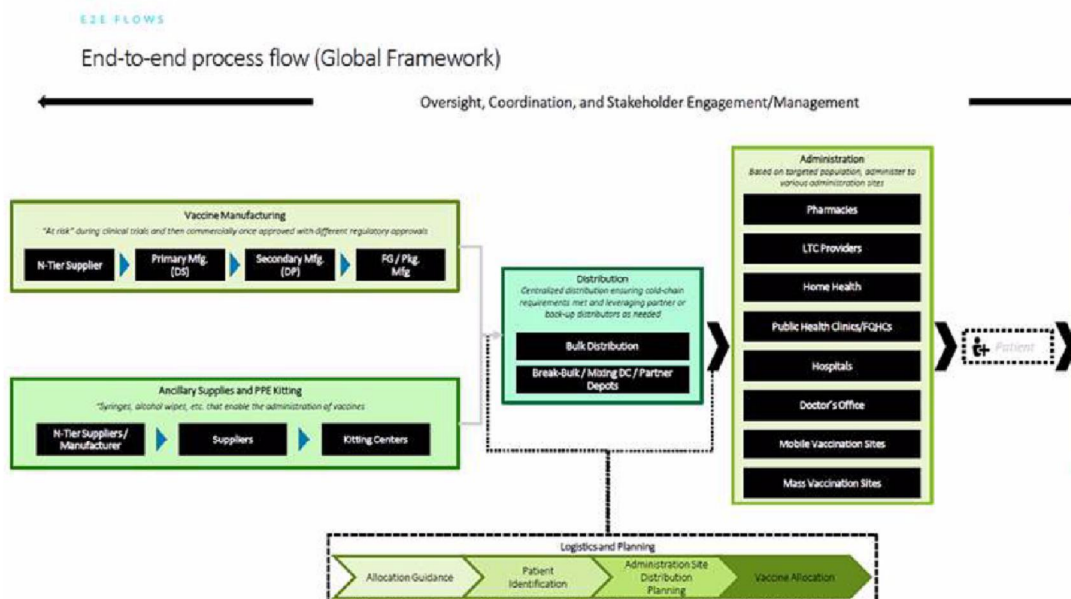 E2E FLOWS
End-to-end process flow (Global Framework)
Oversight, Coordination, and Stakeholder Engagement/Management
Vaccine Manufacturing
"At risk" during clinical trials and then commercially once approved with different regulatory approvals
N-Tier Supplier
Primary Mfg.
(DS)
Secondary Mfg.
(DP)
FG / Pkg.
Mfg
Ancillary Supplies and PPE Kitting
"Syringes, alcohol wipes, etc. that enable the administration of vaccines
N-Tier Suppliers /
Manufacturer
Suppliers
Kitting Centers
Distribution
Centralized distribution ensuring cold-chain
requirements met and leveraging partner or
back-up distributors as needed
Bulk Distribution
Break-Bulk / Mixing DC / Partner
Depots
Administration
Based on targeted population, administer to
various administration sites
Pharmacies
LTC Providers
Home Health
Public Health Clinics/FQHCs
Hospitals
Doctor's Office
Mobile Vaccination Sites
Mass Vaccination Sites
Patient
Logistics and Planning
Allocation Guidance
Patient
Identification
Administration Site
Distribution
Planning
Vaccine Allocation